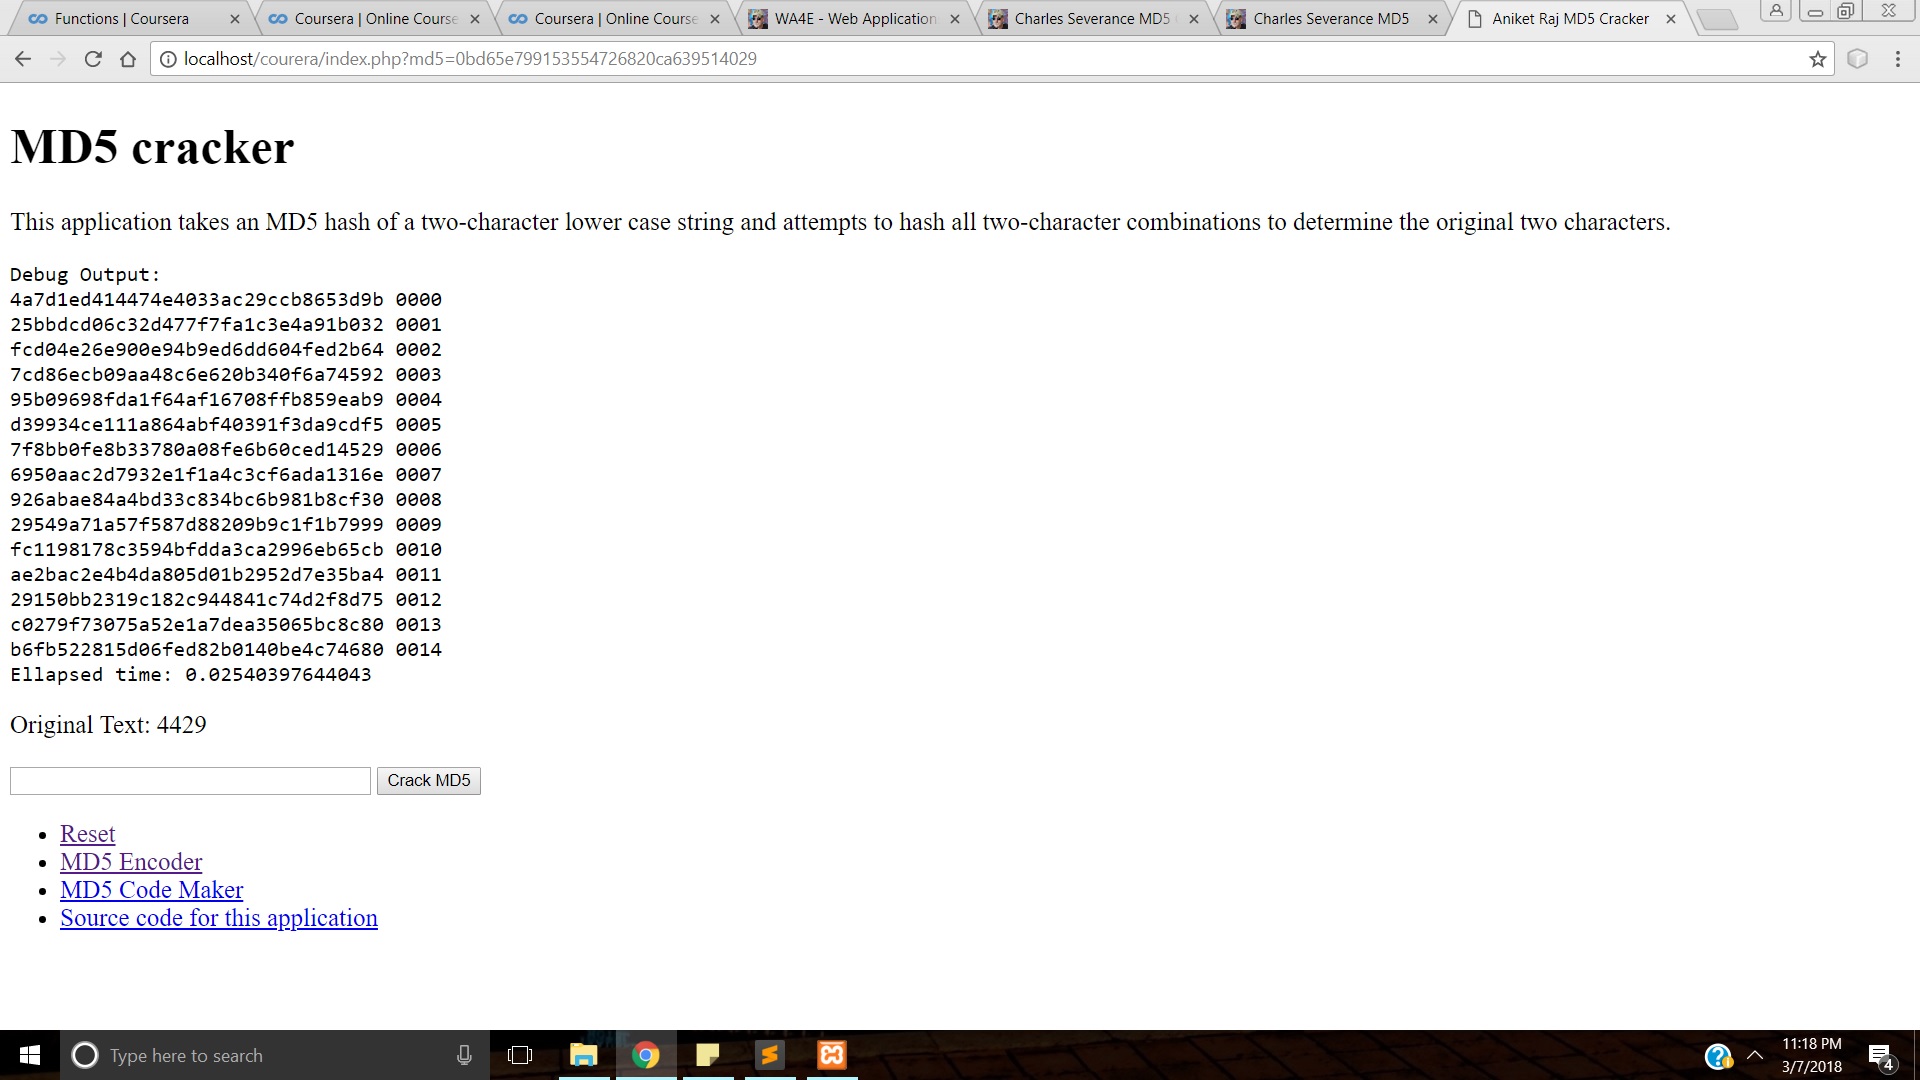 Functions | Coursera
Coursera | Online Course
Coursera | Online Course
WA4E - Web Application
Charles Severance MD5
Charles Severance MD5
Aniket Raj MD5 Cracker
localhost/courera/index.php?md5=0bd65e799153554726820ca639514029
MD5 cracker
This application takes an MD5 hash of a two-character lower case string and attempts to hash all two-character combinations to determine the original two characters.
Debug Output:
4a7d1ed414474e4033ac29ccb8653d9b 0000
25bbdcd06c32d477f7fa1c3e4a91b032 0001
fcd04e26e900e94b9ed6dd604fed2b64 0002
7cd86ecb09aa48c6e620b340f6a74592 0003
95b09698fda1f64af16708ffb859eab9 0004
d39934ce111a864abf40391f3da9cdf5 0005
7f8bb0fe8b33780a08fe6b60ced14529 0006
6950aac2d7932e1f1a4c3cf6ada1316e 0007
926abae84a4bd33c834bc6b981b8cf30 0008
29549a71a57f587d88209b9c1f1b7999 0009
fc1198178c3594bfdda3ca2996eb65cb 0010
ae2bac2e4b4da805d01b2952d7e35ba4 0011
29150bb2319c182c944841c74d2f8d75 0012
c0279f73075a52e1a7dea35065bc8c80 0013
b6fb522815d06fed82b0140be4c74680 0014
Ellapsed time: 0.02540397644043
Original Text: 4429
Crack MD5
Reset
MD5 Encoder
MD5 Code Maker
Source code for this application
Type here to search
11:18 PM
3/7/2018
4